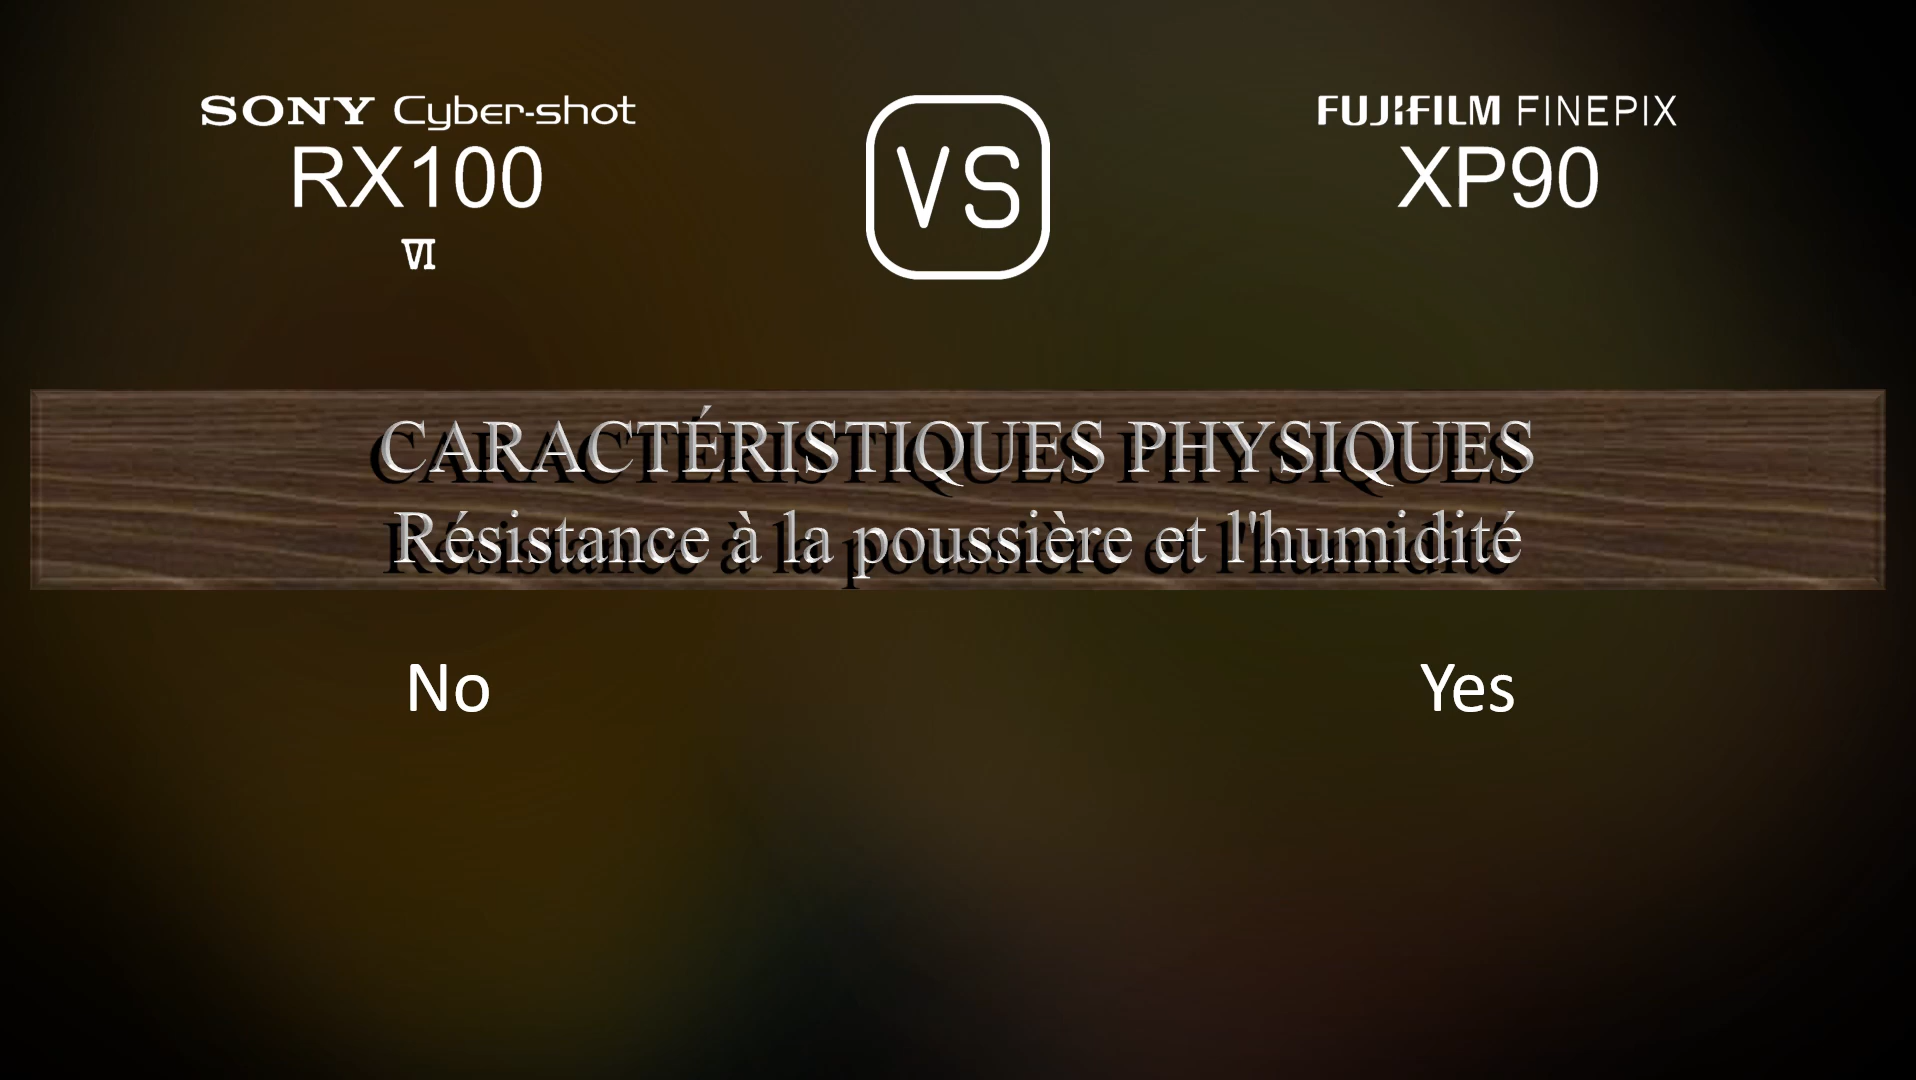 SONY Cyber-shot
RX100
VI
VS
FUJIFILM FINEPIX
XP90
CARACTÉRISTIQUES PHYSIQUES
Résistance à la poussière et l'humidité
No
Yes